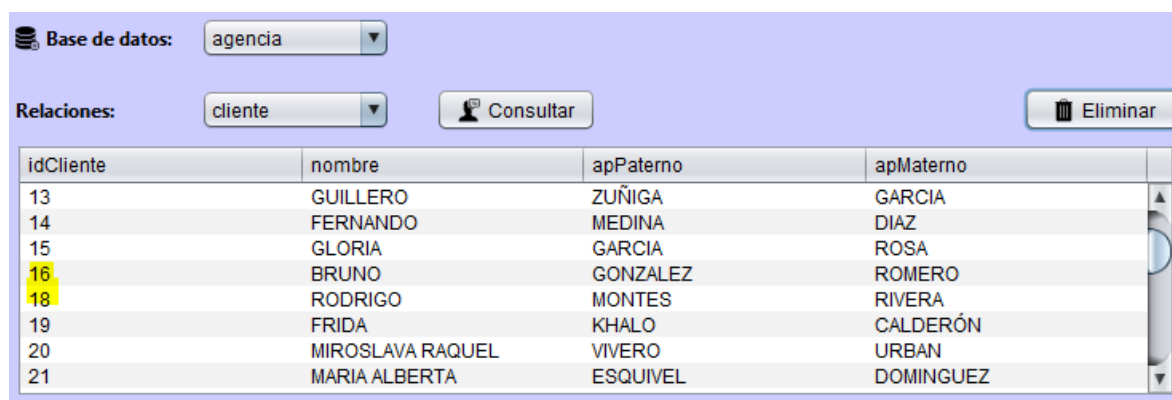 Base de datos: agencia
Relaciones: cliente Consultar Eliminar
idCliente nombre apPaterno apMaterno
13 GUILLERO ZUÑIGA GARCIA
14 FERNANDO MEDINA DIAZ
15 GLORIA GARCIA ROSA
16 BRUNO GONZALEZ ROMERO
18 RODRIGO MONTES RIVERA
19 FRIDA KHALO CALDERÓN
20 MIROSLAVA RAQUEL VIVERO URBAN
21 MARIA ALBERTA ESQUIVEL DOMINGUEZ